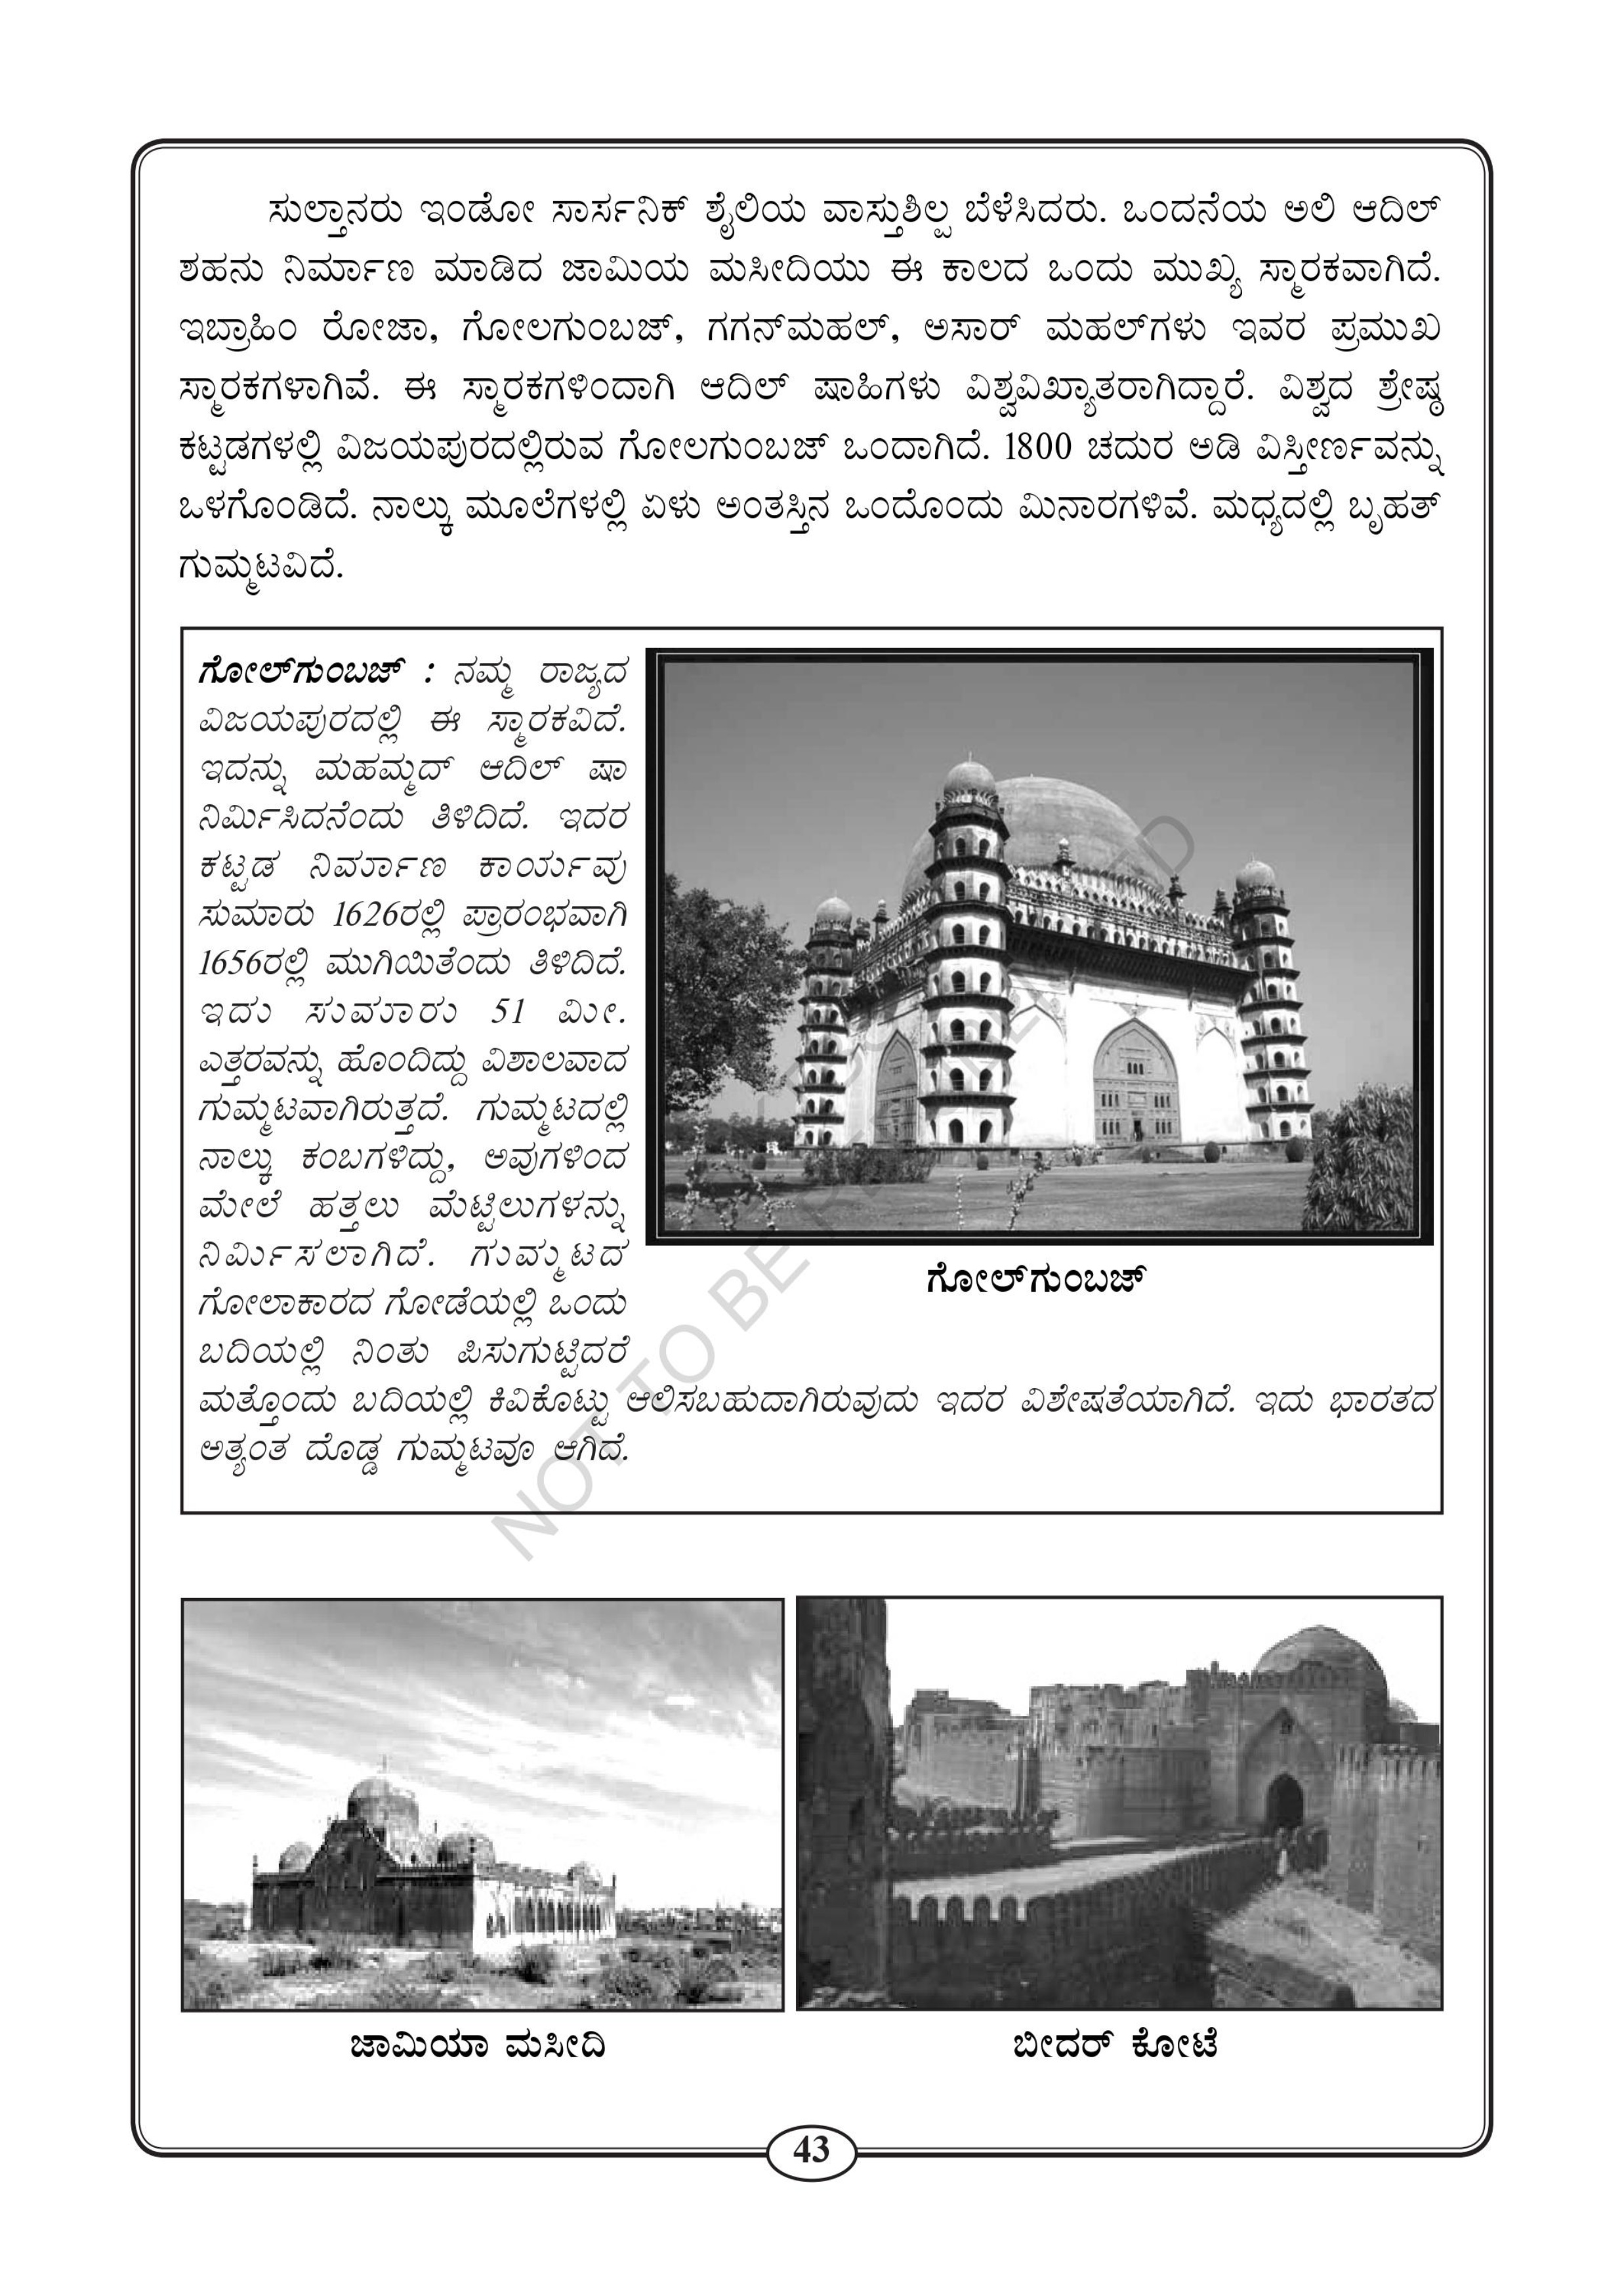 ಸುಲ್ತಾನರು ಇಂಡೋ ಸಾರ್ಸನಿಕ್ ಶೈಲಿಯ ವಾಸ್ತುಶಿಲ್ಪ ಬೆಳೆಸಿದರು. ಒಂದನೆಯ ಅಲಿ ಆದಿಲ್
ಶಹನು ನಿರ್ಮಾಣ ಮಾಡಿದ ಜಾಮಿಯ ಮಸೀದಿಯು ಈ ಕಾಲದ ಒಂದು ಮುಖ್ಯ ಸ್ಮಾರಕವಾಗಿದೆ.
ಇಬ್ರಾಹಿಂ ರೋಜಾ, ಗೋಲಗುಂಬಜ್, ಗಗನ್‌ಮಹಲ್, ಅಸಾರ್ ಮಹಲ್‌ಗಳು ಇವರ ಪ್ರಮುಖ
ಸ್ಮಾರಕಗಳಾಗಿವೆ. ಈ ಸ್ಮಾರಕಗಳಿಂದಾಗಿ ಆದಿಲ್ ಷಾಹಿಗಳು ವಿಶ್ವವಿಖ್ಯಾತರಾಗಿದ್ದಾರೆ. ವಿಶ್ವದ ಶ್ರೇಷ್ಠ
ಕಟ್ಟಡಗಳಲ್ಲಿ ವಿಜಯಪುರದಲ್ಲಿರುವ ಗೋಲಗುಂಬಜ್ ಒಂದಾಗಿದೆ. 1800 ಚದುರ ಅಡಿ ವಿಸ್ತೀರ್ಣವನ್ನು
ಒಳಗೊಂಡಿದೆ. ನಾಲ್ಕು ಮೂಲೆಗಳಲ್ಲಿ ಏಳು ಅಂತಸ್ತಿನ ಒಂದೊಂದು ಮಿನಾರಗಳಿವೆ. ಮಧ್ಯದಲ್ಲಿ ಬೃಹತ್
ಗುಮ್ಮಟವಿದೆ.
ಗೋಲ್‌ಗುಂಬಜ್ : ನಮ್ಮ ರಾಜ್ಯದ
ವಿಜಯಪುರದಲ್ಲಿ ಈ ಸ್ಮಾರಕವಿದೆ.
ಇದನ್ನು ಮಹಮ್ಮದ್ ಆದಿಲ್ ಷಾ
ನಿರ್ಮಿಸಿದನೆಂದು ತಿಳಿದಿದೆ. ಇದರ
ಕಟ್ಟಡ ನಿರ್ಮಾಣ ಕಾರ್ಯವು
ಸುಮಾರು 1626ರಲ್ಲಿ ಪ್ರಾರಂಭವಾಗಿ
1656ರಲ್ಲಿ ಮುಗಿಯಿತೆಂದು ತಿಳಿದಿದೆ.
ಇದು ಸುಮಾರು 51 ಮೀ.
ಎತ್ತರವನ್ನು ಹೊಂದಿದ್ದು ವಿಶಾಲವಾದ
ಗುಮ್ಮಟವಾಗಿರುತ್ತದೆ. ಗುಮ್ಮಟದಲ್ಲಿ
ನಾಲ್ಕು ಕಂಬಗಳಿದ್ದು, ಅವುಗಳಿಂದ
ಮೇಲೆ ಹತ್ತಲು ಮೆಟ್ಟಿಲುಗಳನ್ನು
ನಿರ್ಮಿಸಲಾಗಿದೆ. ಗುಮ್ಮಟದ
ಗೋಲಾಕಾರದ ಗೋಡೆಯಲ್ಲಿ ಒಂದು
ಬದಿಯಲ್ಲಿ ನಿಂತು ಪಿಸುಗುಟ್ಟಿದರೆ
ಮತ್ತೊಂದು ಬದಿಯಲ್ಲಿ ಕಿವಿಕೊಟ್ಟು ಆಲಿಸಬಹುದಾಗಿರುವುದು ಇದರ ವಿಶೇಷತೆಯಾಗಿದೆ. ಇದು ಭಾರತದ
ಅತ್ಯಂತ ದೊಡ್ಡ ಗುಮ್ಮಟವೂ ಆಗಿದೆ.
ಗೋಲ್‌ಗುಂಬಜ್
NOT TO BE
ಜಾಮಿಯಾ ಮಸೀದಿ
ಬೀದರ್ ಕೋಟೆ
43